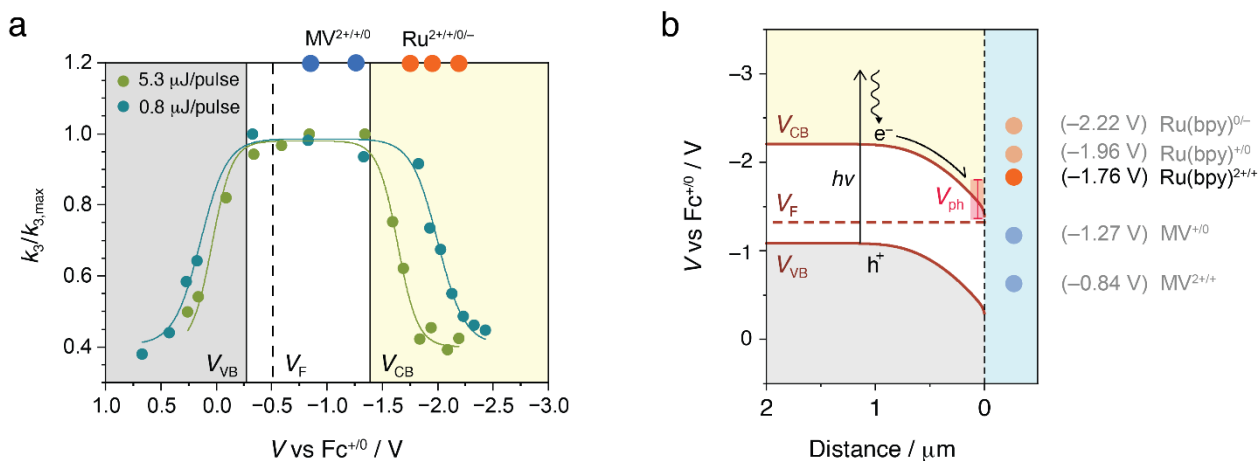 a
MV2+/+/0 Ru2+/+/0/–
1.2
1.0
0.8
0.6
0.4
k3/k3,max
5.3 μJ/pulse
0.8 μJ/pulse
VVB VF VCB
1.0 0.5 0.0 −0.5 −1.0 −1.5 −2.0 −2.5 −3.0
V vs Fc+/0 / V
b
−3
−2
−1
0
V vs Fc+/0 / V
VCB
e−
hν
Vph
VF
VVB
h+
2 1 0
Distance / μm
(−2.22 V) Ru(bpy)0/–
(−1.96 V) Ru(bpy)+/0
(−1.76 V) Ru(bpy)2+/+
(−1.27 V) MV+/0
(−0.84 V) MV2+/+